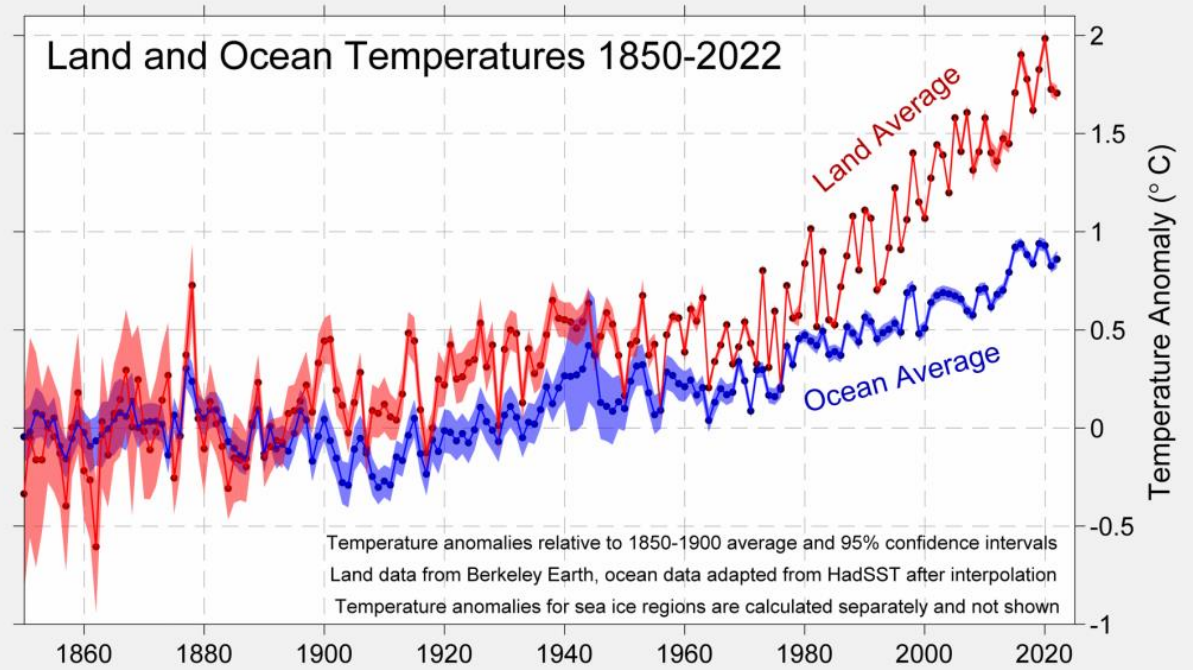 Land and Ocean Temperatures 1850-2022
2
1.5
1
0.5
0
-0.5
-1
Temperature Anomaly (° C)
Land Average
Ocean Average
Temperature anomalies relative to 1850-1900 average and 95% confidence intervals
Land data from Berkeley Earth, ocean data adapted from HadSST after interpolation
Temperature anomalies for sea ice regions are calculated separately and not shown
1860 1880 1900 1920 1940 1960 1980 2000 2020